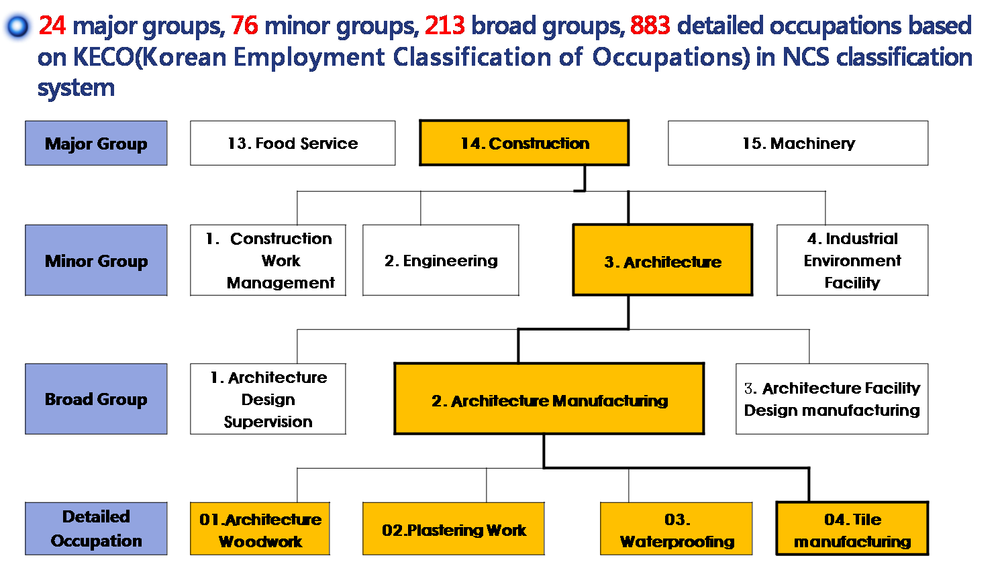 24 major groups, 76 minor groups, 213 broad groups, 883 detailed occupations based
on KECO(Korean Employment Classification of Occupations) in NCS classification
system
Major Group
13. Food Service
14. Construction
15. Machinery
Minor Group
1. Construction
Work
Management
2. Engineering
3. Architecture
4. Industrial
Environment
Facility
Broad Group
1. Architecture
Design
Supervision
2. Architecture Manufacturing
3. Architecture Facility
Design manufacturing
Detailed
Occupation
01.Architecture
Woodwork
02.Plastering Work
03.
Waterproofing
04. Tile
manufacturing